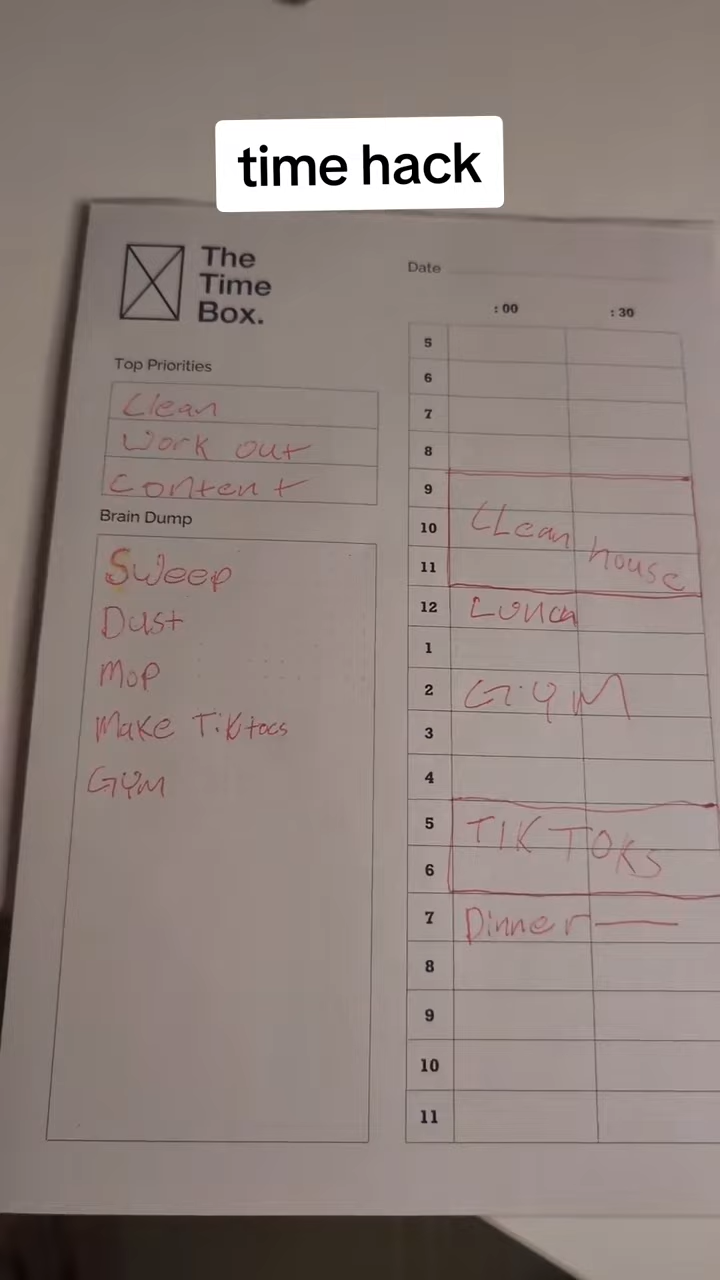 time hack
The
Time
Box.
Date
:00 :30
Top Priorities
Clean
Work out
Content
Brain Dump
Sweep
Dust
Mop
Make Tiktocs
Gym
5
6
7
8
9
10 CLean house
11
12 Lunch
1
2 GYM
3
4
5 TIK TOKS
6
7 Dinner
8
9
10
11